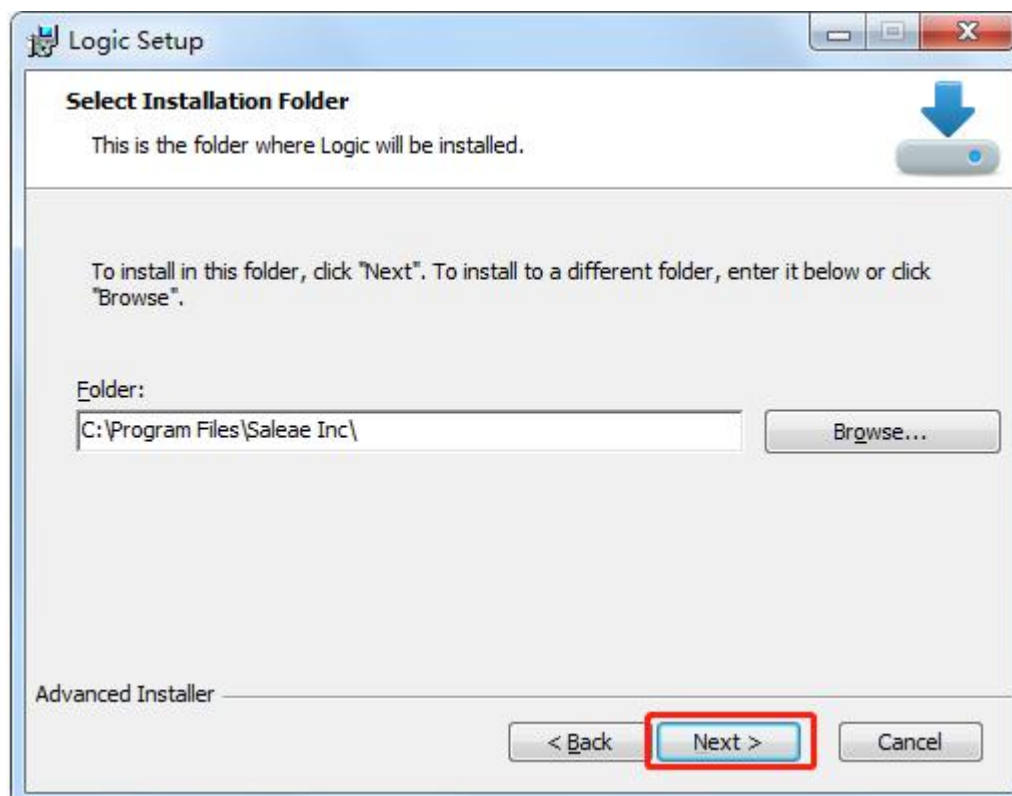 Logic Setup
Select Installation Folder
This is the folder where Logic will be installed.
To install in this folder, click "Next". To install to a different folder, enter it below or click
"Browse".
Folder:
C:\Program Files\Saleae Inc\
Browse...
Advanced Installer
< Back
Next >
Cancel